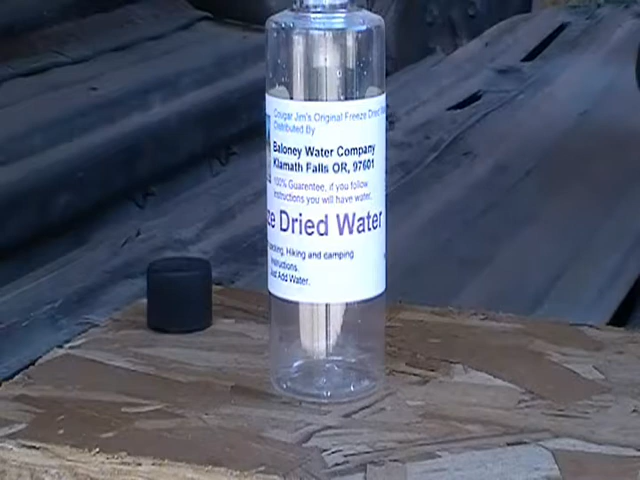 Cougar Jim's Original Freeze Dried
Distributed By
Baloney Water Company
Klamath Falls OR, 97601
100% Guarentee, if you follow
instructions you will have water.
ze Dried Water
packing, Hiking and camping
Instructions.
Just Add Water.